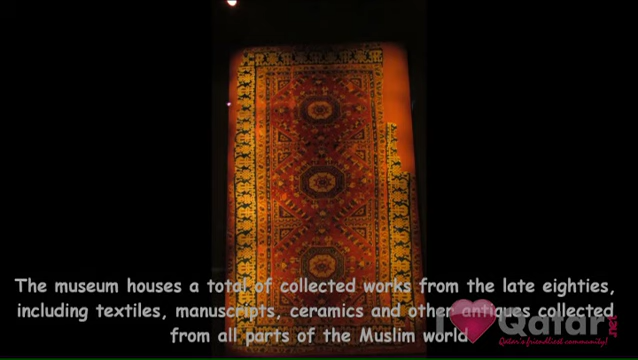 The museum houses a total of collected works from the late eighties,
including textiles, manuscripts, ceramics and other antiques collected
from all parts of the Muslim world
I Qatar.net
Qatar's friendliest community!